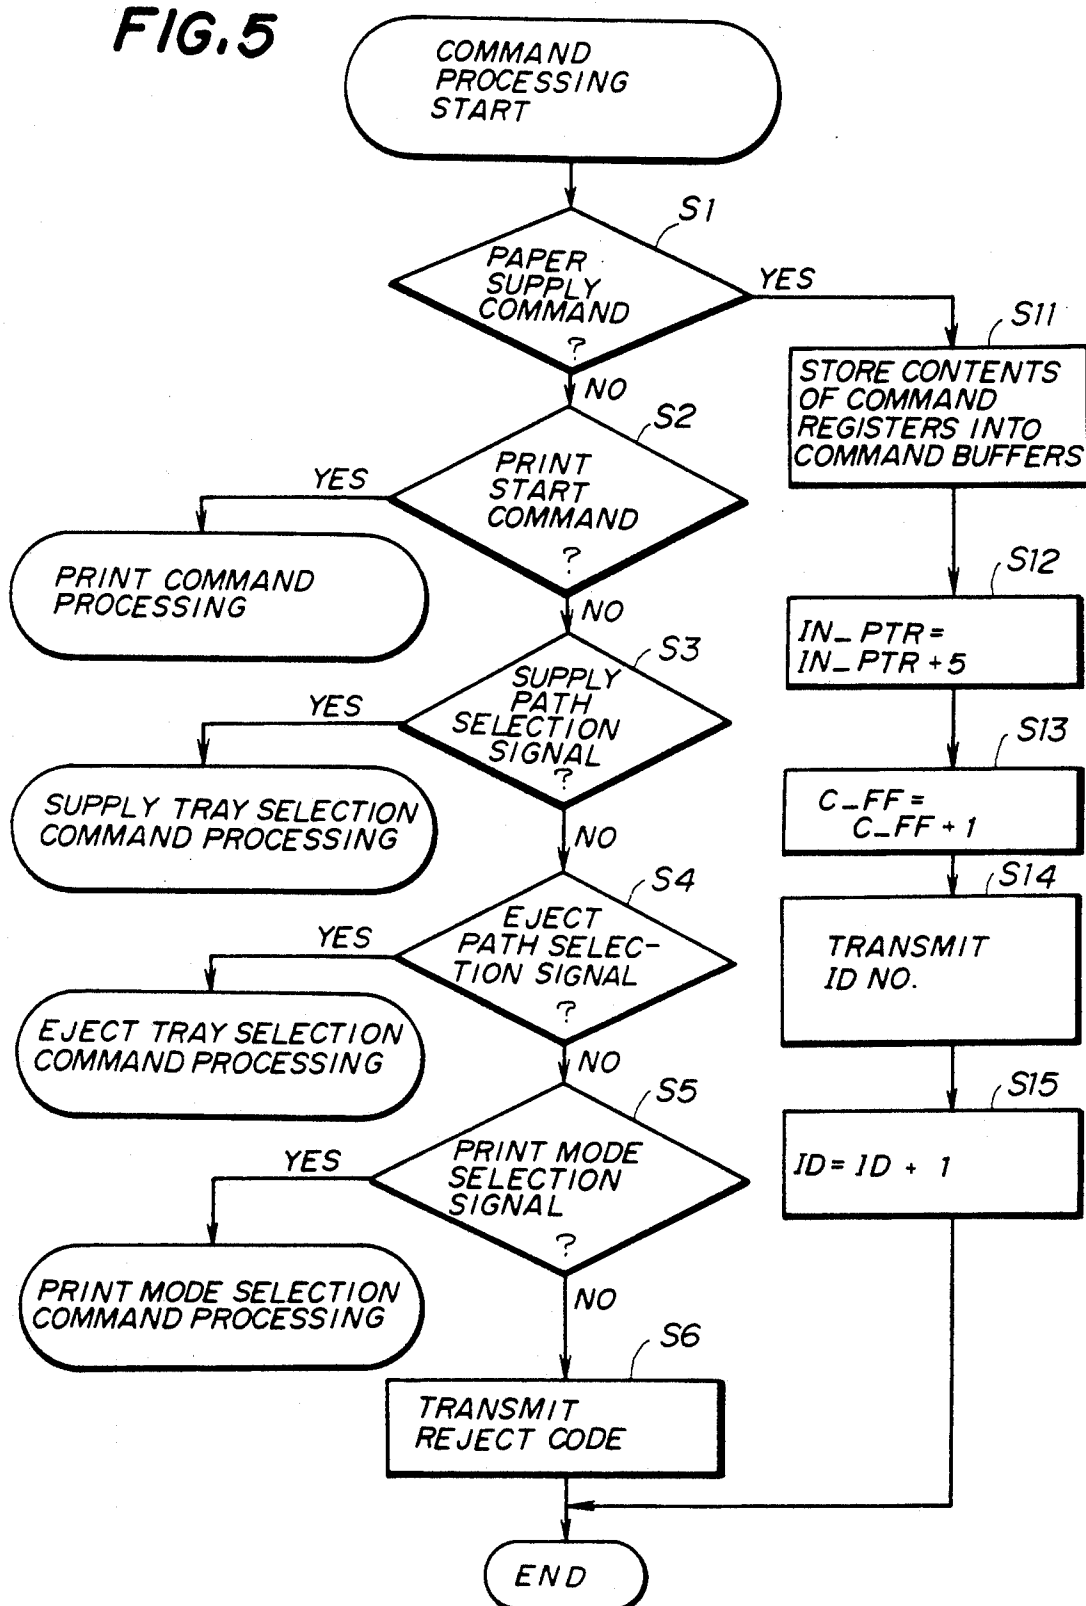 FIG.5
COMMAND
PROCESSING
START
S1
PAPER
SUPPLY
COMMAND
?
YES
NO
S11
STORE CONTENTS
OF COMMAND
REGISTERS INTO
COMMAND BUFFERS
S2
PRINT
START
COMMAND
?
YES
NO
PRINT COMMAND
PROCESSING
S12
IN_PTR=
IN_PTR+5
S3
SUPPLY
PATH
SELECTION
SIGNAL
?
YES
NO
SUPPLY TRAY SELECTION
COMMAND PROCESSING
S13
C_FF=
C_FF+1
S4
EJECT
PATH SELEC-
TION SIGNAL
?
YES
NO
EJECT TRAY SELECTION
COMMAND PROCESSING
S14
TRANSMIT
ID NO.
S5
PRINT MODE
SELECTION
SIGNAL
?
YES
NO
PRINT MODE SELECTION
COMMAND PROCESSING
S15
ID=ID + 1
S6
TRANSMIT
REJECT CODE
END